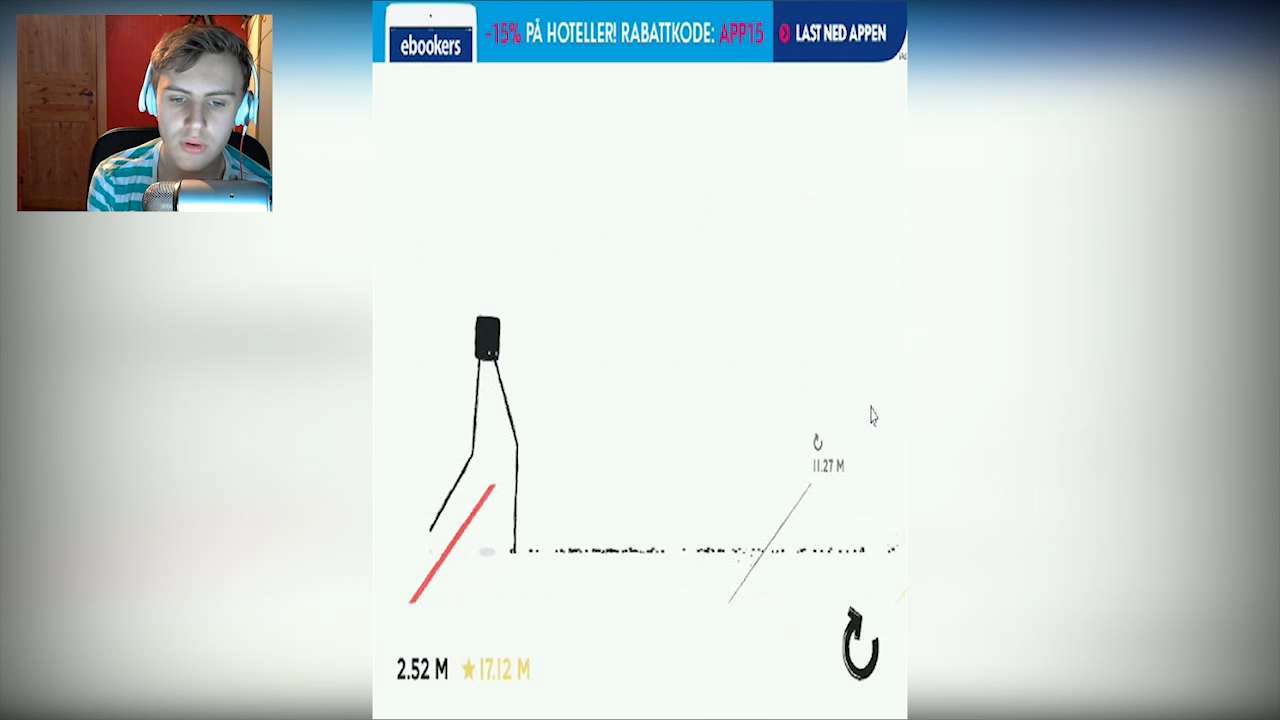 ebookers
-15% PÅ HOTELLER! RABATTKODE: APP15
LAST NED APPEN
11.27 M
2.52 M
17.12 M